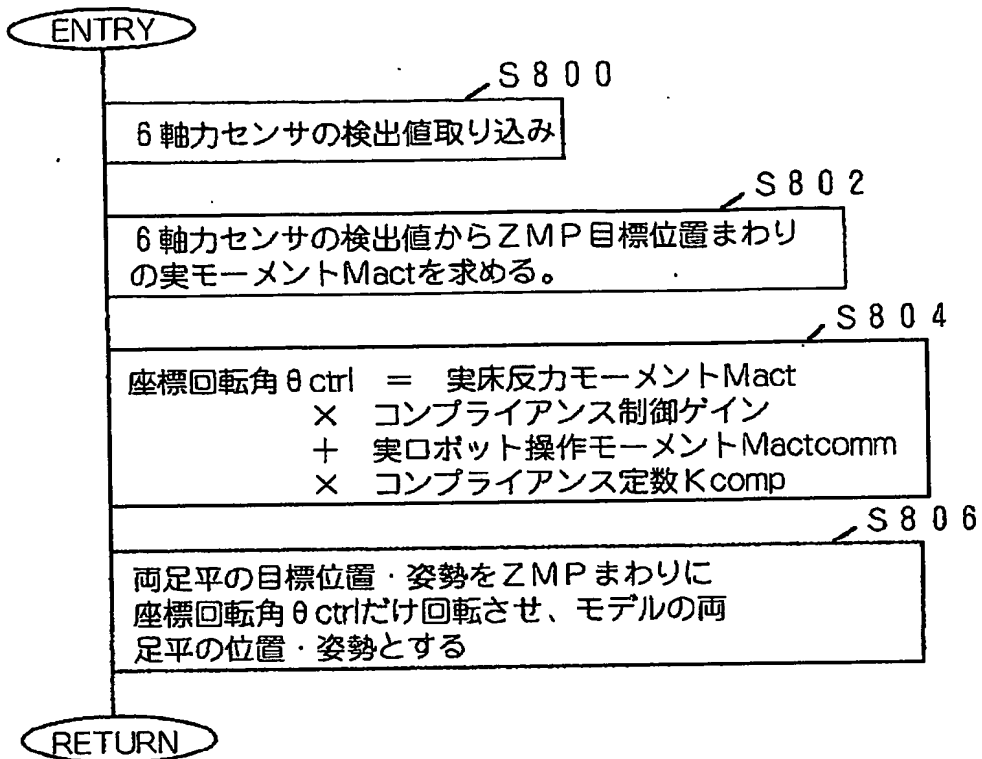 ENTRY
S800
6軸力センサの検出値取り込み
S802
6軸力センサの検出値からZMP目標位置まわり
の実モーメントMactを求める。
S804
座標回転角θctrl = 実床反力モーメントMact
× コンプライアンス制御ゲイン
+ 実ロボット操作モーメントMactcomm
× コンプライアンス定数Kcomp
S806
両足平の目標位置・姿勢をZMPまわりに
座標回転角θctrlだけ回転させ、モデルの両
足平の位置・姿勢とする
RETURN